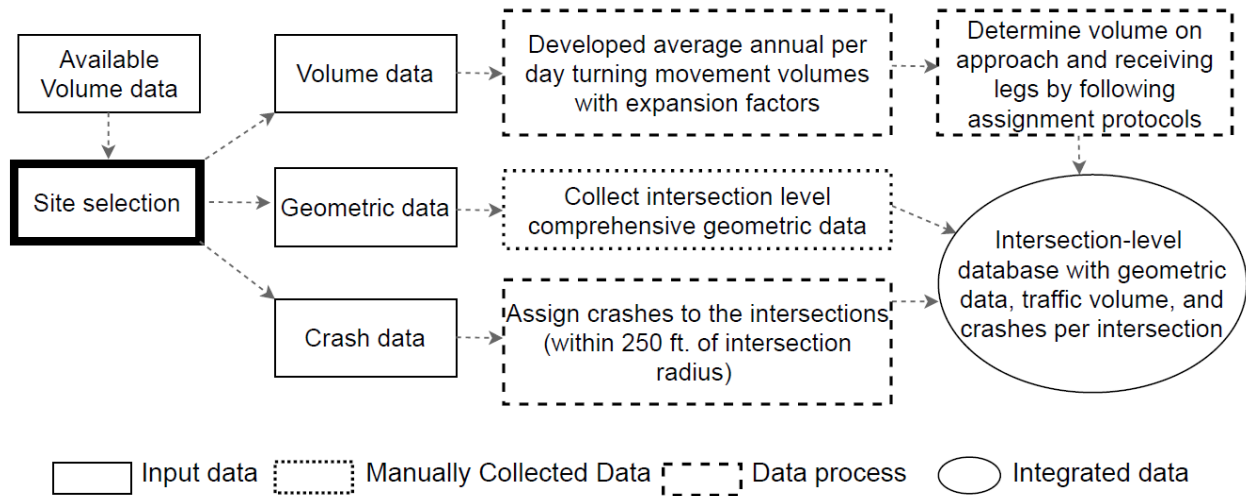 Available
Volume data
Site selection
Volume data
Developed average annual per
day turning movement volumes
with expansion factors
Determine volume on
approach and receiving
legs by following
assignment protocols
Geometric data
Collect intersection level
comprehensive geometric data
Crash data
Assign crashes to the intersections
(within 250 ft. of intersection
radius)
Intersection-level
database with geometric
data, traffic volume, and
crashes per intersection
Input data
Manually Collected Data
Data process
Integrated data